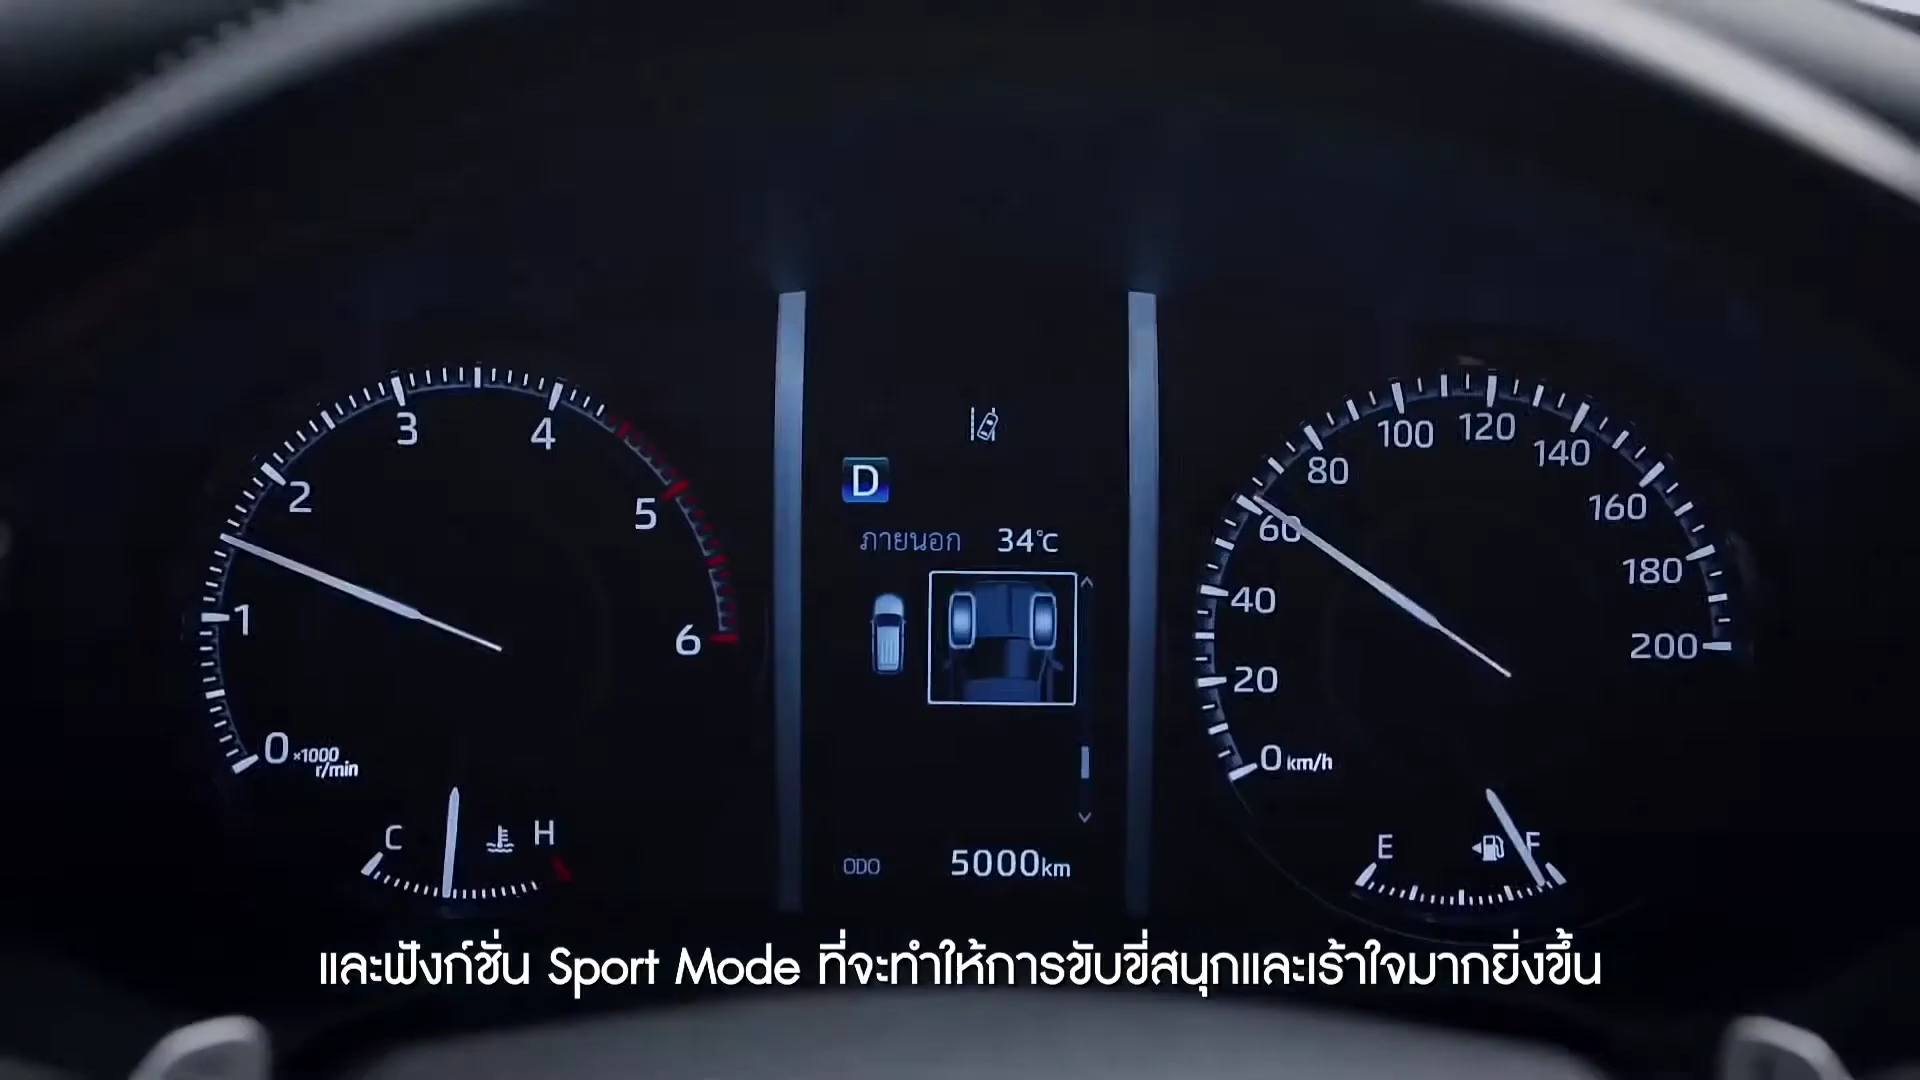 0
1
2
3
4
5
6
×1000
r/min
C
H
D
ภายนอก 34°C
ODO 5000km
0 km/h
20
40
60
80
100
120
140
160
180
200
E
F
และฟังก์ชั่น Sport Mode ที่จะทำให้การขับขี่สนุกและเร้าใจมากยิ่งขึ้น